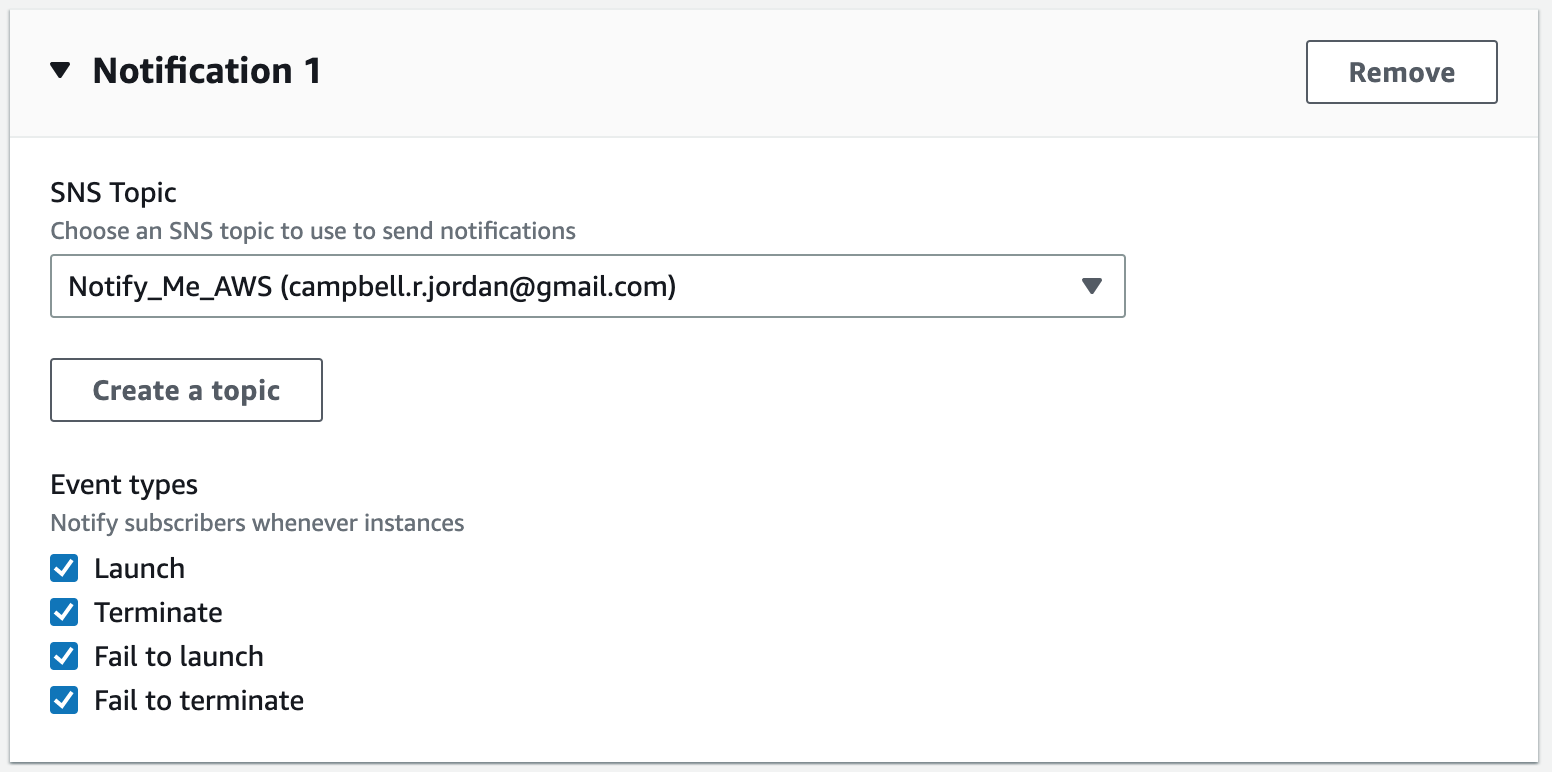 Notification 1
Remove
SNS Topic
Choose an SNS topic to use to send notifications
Notify_Me_AWS (campbell.r.jordan@gmail.com)
Create a topic
Event types
Notify subscribers whenever instances
Launch
Terminate
Fail to launch
Fail to terminate